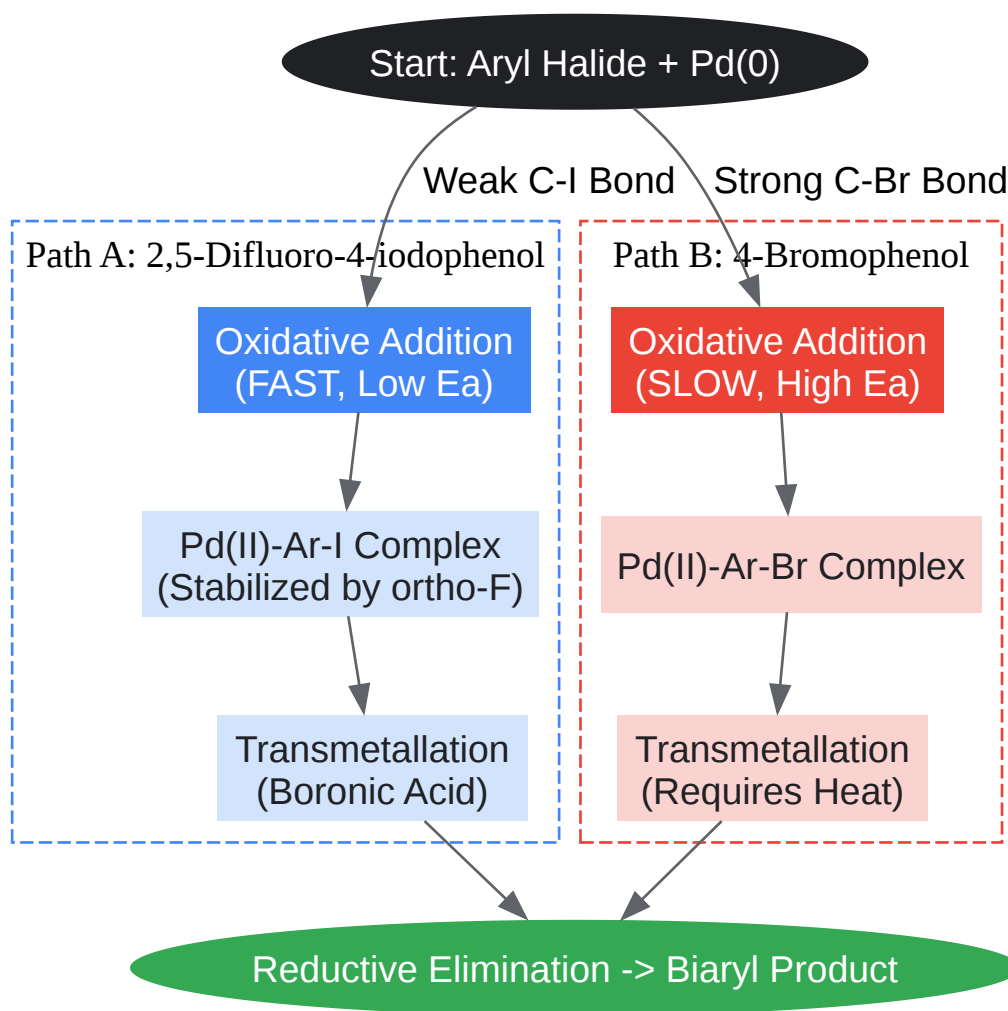 Start: Aryl Halide + Pd(0)
Weak C-I Bond
Strong C-Br Bond
Path A: 2,5-Difluoro-4-iodophenol
Oxidative Addition
(FAST, Low Ea)
Pd(II)-Ar-I Complex
(Stabilized by ortho-F)
Transmetallation
(Boronic Acid)
Path B: 4-Bromophenol
Oxidative Addition
(SLOW, High Ea)
Pd(II)-Ar-Br Complex
Transmetallation
(Requires Heat)
Reductive Elimination -> Biaryl Product